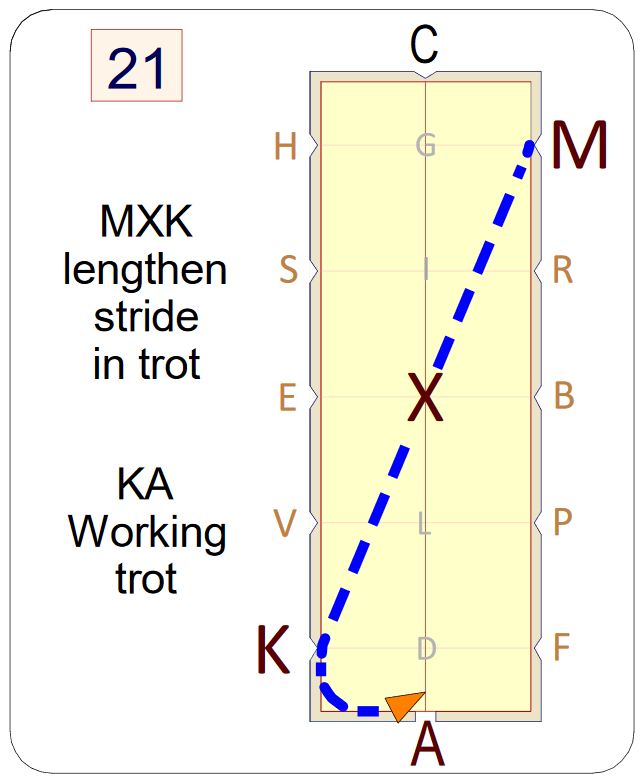 21
C
H G M
MXK
lengthen
stride
in trot
S I R
E X B
KA
Working
trot
V L P
K D F
A